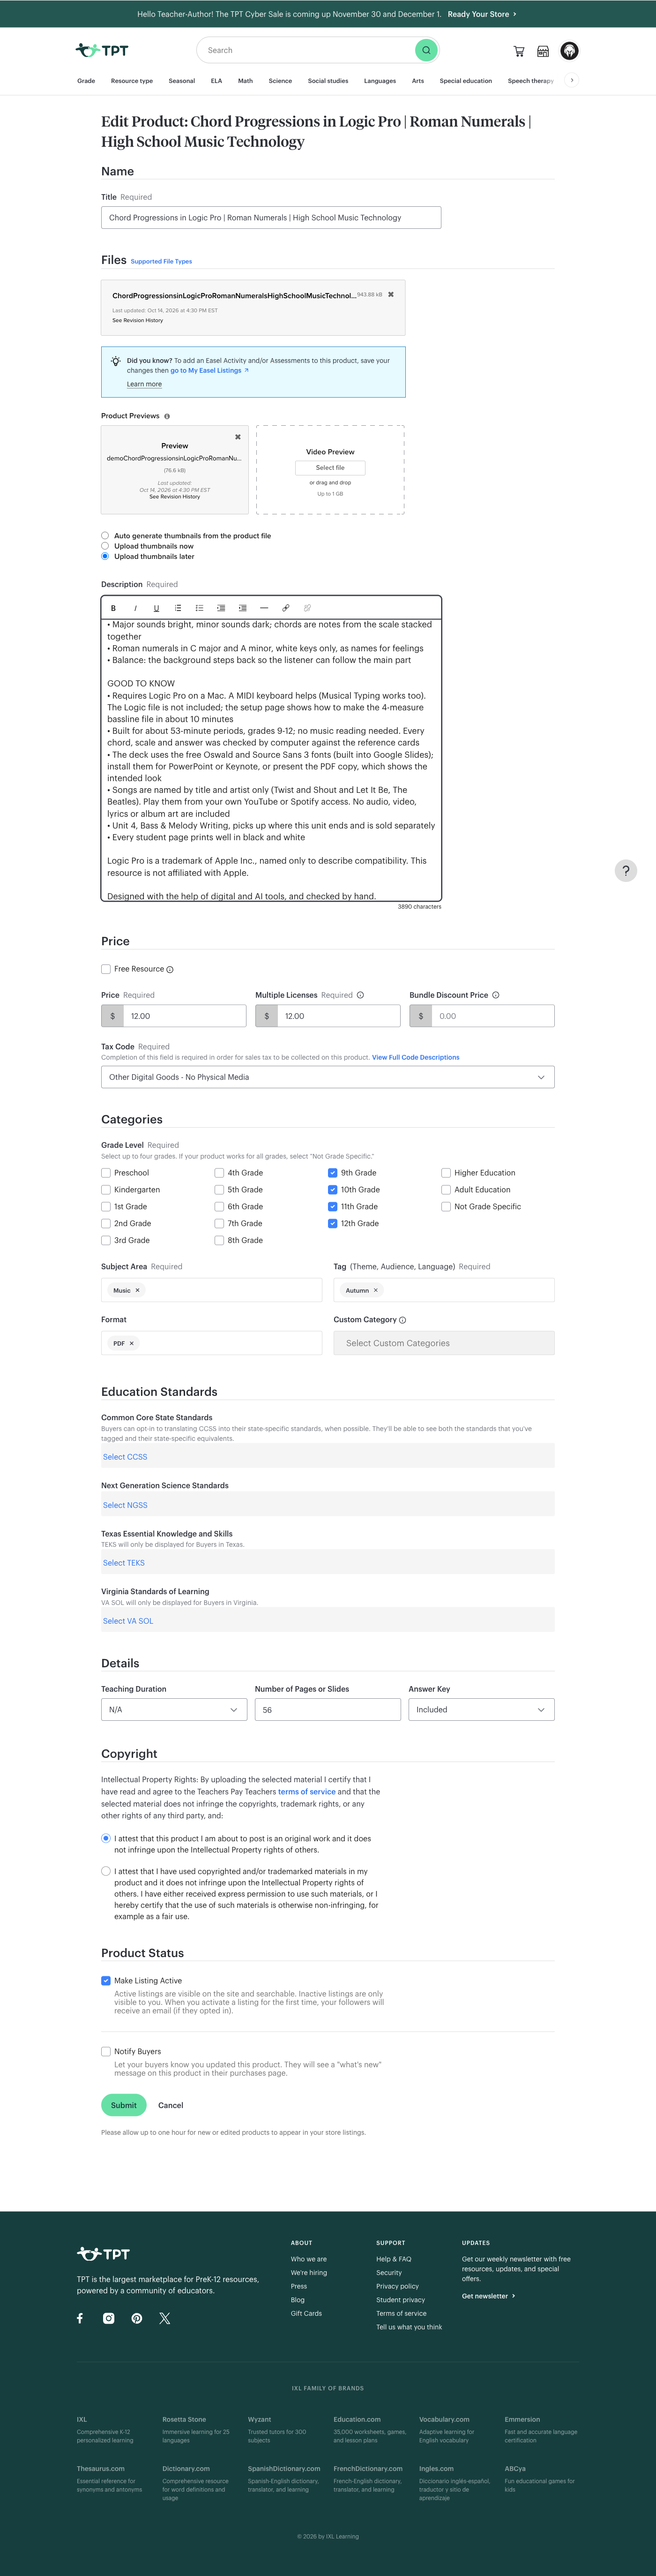 Hello Teacher-Author! The TPT Cyber Sale is coming up November 30 and December 1. Ready Your Store
TPT
Search
Grade Resource type Seasonal ELA Math Science Social studies Languages Arts Special education Speech therapy
Edit Product: Chord Progressions in Logic Pro | Roman Numerals |
High School Music Technology
Name
Title Required
Chord Progressions in Logic Pro | Roman Numerals | High School Music Technology
Files Supported File Types
ChordProgressionsinLogicProRomanNumeralsHighSchoolMusicTechnol... 943.88 kB
Last updated: Oct 14, 2026 at 4:30 PM EST
See Revision History
Did you know? To add an Easel Activity and/or Assessments to this product, save your
changes then go to My Easel Listings
Learn more
Product Previews
Preview
demoChordProgressionsinLogicProRomanNu...
(76.6 kB)
Last updated:
Oct 14, 2026 at 4:30 PM EST
See Revision History
Video Preview
Select file
or drag and drop
Up to 1 GB
Auto generate thumbnails from the product file
Upload thumbnails now
Upload thumbnails later
Description Required
B I U
• Major sounds bright, minor sounds dark; chords are notes from the scale stacked
together
• Roman numerals in C major and A minor, white keys only, as names for feelings
• Balance: the background steps back so the listener can follow the main part
GOOD TO KNOW
• Requires Logic Pro on a Mac. A MIDI keyboard helps (Musical Typing works too).
The Logic file is not included; the setup page shows how to make the 4-measure
bassline file in about 10 minutes
• Built for about 53-minute periods, grades 9-12; no music reading needed. Every
chord, scale and answer was checked by computer against the reference cards
• The deck uses the free Oswald and Source Sans 3 fonts (built into Google Slides);
install them for PowerPoint or Keynote, or present the PDF copy, which shows the
intended look
• Songs are named by title and artist only (Twist and Shout and Let It Be, The
Beatles). Play them from your own YouTube or Spotify access. No audio, video,
lyrics or album art are included
• Unit 4, Bass & Melody Writing, picks up where this unit ends and is sold separately
• Every student page prints well in black and white
Logic Pro is a trademark of Apple Inc., named only to describe compatibility. This
resource is not affiliated with Apple.
Designed with the help of digital and AI tools, and checked by hand.
3890 characters
?
Price
Free Resource
Price Required Multiple Licenses Required Bundle Discount Price
$ 12.00 $ 12.00 $ 0.00
Tax Code Required
Completion of this field is required in order for sales tax to be collected on this product. View Full Code Descriptions
Other Digital Goods - No Physical Media
Categories
Grade Level Required
Select up to four grades. If your product works for all grades, select "Not Grade Specific."
Preschool 4th Grade 9th Grade Higher Education
Kindergarten 5th Grade 10th Grade Adult Education
1st Grade 6th Grade 11th Grade Not Grade Specific
2nd Grade 7th Grade 12th Grade
3rd Grade 8th Grade
Subject Area Required Tag (Theme, Audience, Language) Required
Music Autumn
Format Custom Category
PDF Select Custom Categories
Education Standards
Common Core State Standards
Buyers can opt-in to translating CCSS into their state-specific standards, when possible. They'll be able to see both the standards that you've
tagged and their state-specific equivalents.
Select CCSS
Next Generation Science Standards
Select NGSS
Texas Essential Knowledge and Skills
TEKS will only be displayed for Buyers in Texas.
Select TEKS
Virginia Standards of Learning
VA SOL will only be displayed for Buyers in Virginia.
Select VA SOL
Details
Teaching Duration Number of Pages or Slides Answer Key
N/A 56 Included
Copyright
Intellectual Property Rights: By uploading the selected material I certify that I
have read and agree to the Teachers Pay Teachers terms of service and that the
selected material does not infringe the copyrights, trademark rights, or any
other rights of any third party, and:
I attest that this product I am about to post is an original work and it does
not infringe upon the Intellectual Property rights of others.
I attest that I have used copyrighted and/or trademarked materials in my
product and it does not infringe upon the Intellectual Property rights of
others. I have either received express permission to use such materials, or I
hereby certify that the use of such materials is otherwise non-infringing, for
example as a fair use.
Product Status
Make Listing Active
Active listings are visible on the site and searchable. Inactive listings are only
visible to you. When you activate a listing for the first time, your followers will
receive an email (if they opted in).
Notify Buyers
Let your buyers know you updated this product. They will see a "what's new"
message on this product in their purchases page.
Submit Cancel
Please allow up to one hour for new or edited products to appear in your store listings.
TPT
TPT is the largest marketplace for PreK-12 resources,
powered by a community of educators.
ABOUT
Who we are
We're hiring
Press
Blog
Gift Cards
SUPPORT
Help & FAQ
Security
Privacy policy
Student privacy
Terms of service
Tell us what you think
UPDATES
Get our weekly newsletter with free
resources, updates, and special
offers.
Get newsletter
IXL FAMILY OF BRANDS
IXL
Comprehensive K-12
personalized learning
Rosetta Stone
Immersive learning for 25
languages
Wyzant
Trusted tutors for 300
subjects
Education.com
35,000 worksheets, games,
and lesson plans
Vocabulary.com
Adaptive learning for
English vocabulary
Emmersion
Fast and accurate language
certification
Thesaurus.com
Essential reference for
synonyms and antonyms
Dictionary.com
Comprehensive resource
for word definitions and
usage
SpanishDictionary.com
Spanish-English dictionary,
translator, and learning
FrenchDictionary.com
French-English dictionary,
translator, and learning
Ingles.com
Diccionario inglés-español,
traductor y sitio de
aprendizaje
ABCya
Fun educational games for
kids
© 2026 by IXL Learning